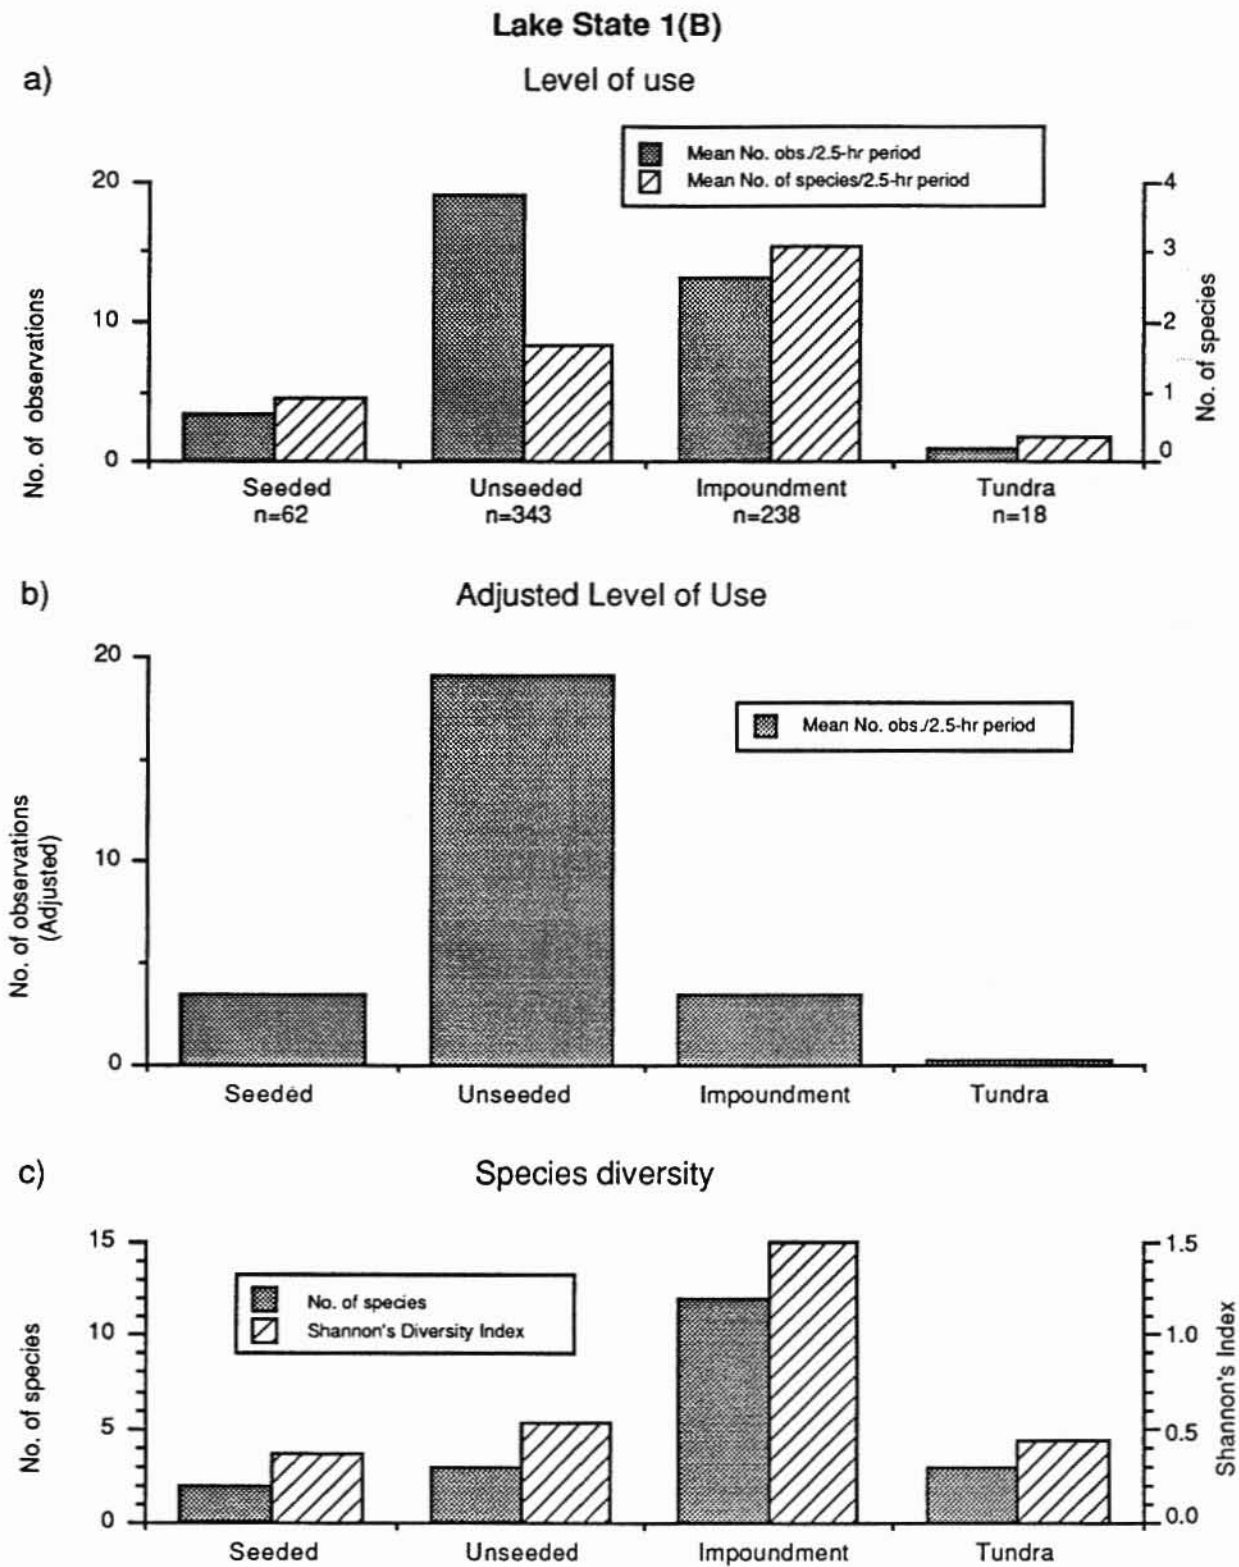 Lake State 1(B)
a)
Level of use
Mean No. obs./2.5-hr period
Mean No. of species/2.5-hr period
20
10
0
No. of observations
4
3
2
1
0
No. of species
Seeded
n=62
Unseeded
n=343
Impoundment
n=238
Tundra
n=18
b)
Adjusted Level of Use
Mean No. obs./2.5-hr period
20
10
0
No. of observations
(Adjusted)
Seeded
Unseeded
Impoundment
Tundra
c)
Species diversity
No. of species
Shannon's Diversity Index
15
10
5
0
No. of species
1.5
1.0
0.5
0.0
Shannon's Index
Seeded
Unseeded
Impoundment
Tundra